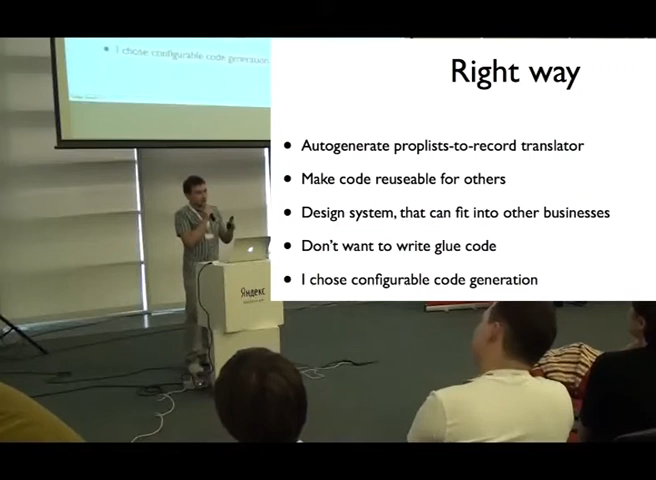 I chose configurable code generation
Right way
• Autogenerate proplists-to-record translator
• Make code reuseable for others
• Design system, that can fit into other businesses
• Don't want to write glue code
• I chose configurable code generation
Яндекс